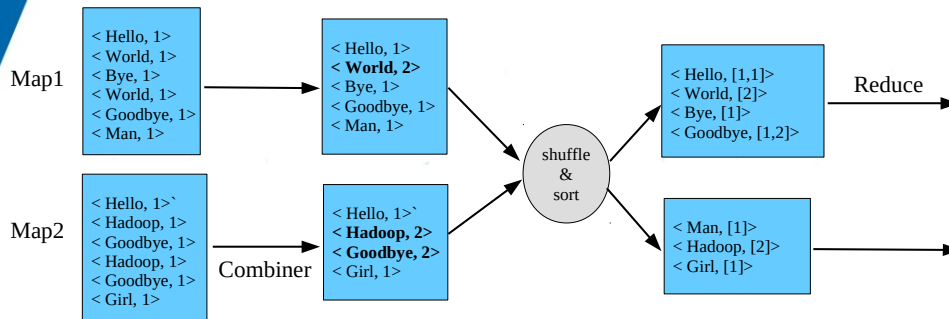 Map1
< Hello, 1>
< World, 1>
< Bye, 1>
< World, 1>
< Goodbye, 1>
< Man, 1>
< Hello, 1>
< World, 2>
< Bye, 1>
< Goodbye, 1>
< Man, 1>
shuffle
&
sort
< Hello, [1,1]>
< World, [2]>
< Bye, [1]>
< Goodbye, [1,2]>
Reduce
Map2
< Hello, 1>`
< Hadoop, 1>
< Goodbye, 1>
< Hadoop, 1>
< Goodbye, 1>
< Girl, 1>
Combiner
< Hello, 1>`
< Hadoop, 2>
< Goodbye, 2>
< Girl, 1>
< Man, [1]>
< Hadoop, [2]>
< Girl, [1]>